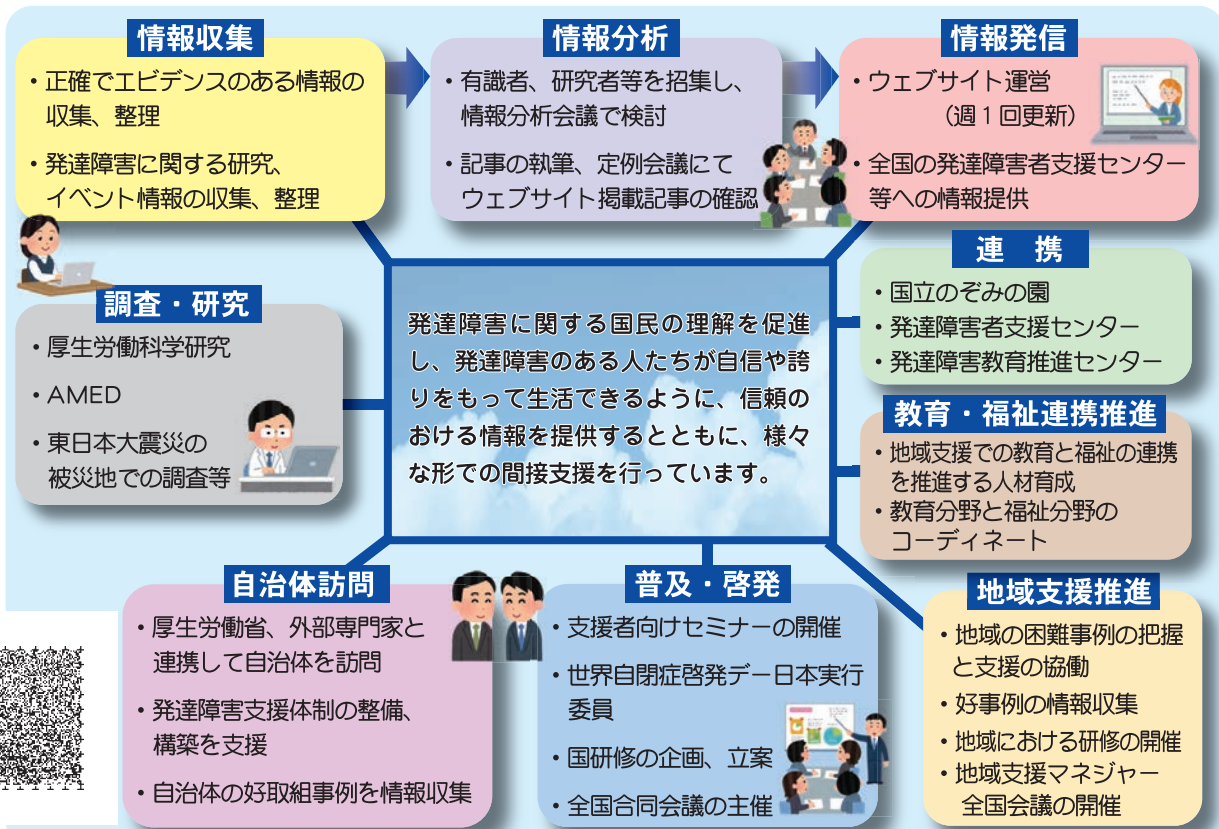 情報収集
・正確でエビデンスのある情報の
収集、整理
・発達障害に関する研究、
イベント情報の収集、整理
情報分析
・有識者、研究者等を招集し、
情報分析会議で検討
・記事の執筆、定例会議にて
ウェブサイト掲載記事の確認
情報発信
・ウェブサイト運営
（週1回更新）
・全国の発達障害者支援センター
等への情報提供
連　携
・国立のぞみの園
・発達障害者支援センター
・発達障害教育推進センター
調査・研究
・厚生労働科学研究
・AMED
・東日本大震災の
被災地での調査等
発達障害に関する国民の理解を促進
し、発達障害のある人たちが自信や誇
りをもって生活できるように、信頼の
おける情報を提供するとともに、様々
な形での間接支援を行っています。
教育・福祉連携推進
・地域支援での教育と福祉の連携
を推進する人材育成
・教育分野と福祉分野の
コーディネート
自治体訪問
・厚生労働省、外部専門家と
連携して自治体を訪問
・発達障害支援体制の整備、
構築を支援
・自治体の好取組事例を情報収集
普及・啓発
・支援者向けセミナーの開催
・世界自閉症啓発デー日本実行
委員
・国研修の企画、立案
・全国合同会議の主催
地域支援推進
・地域の困難事例の把握
と支援の協働
・好事例の情報収集
・地域における研修の開催
・地域支援マネジャー
全国会議の開催